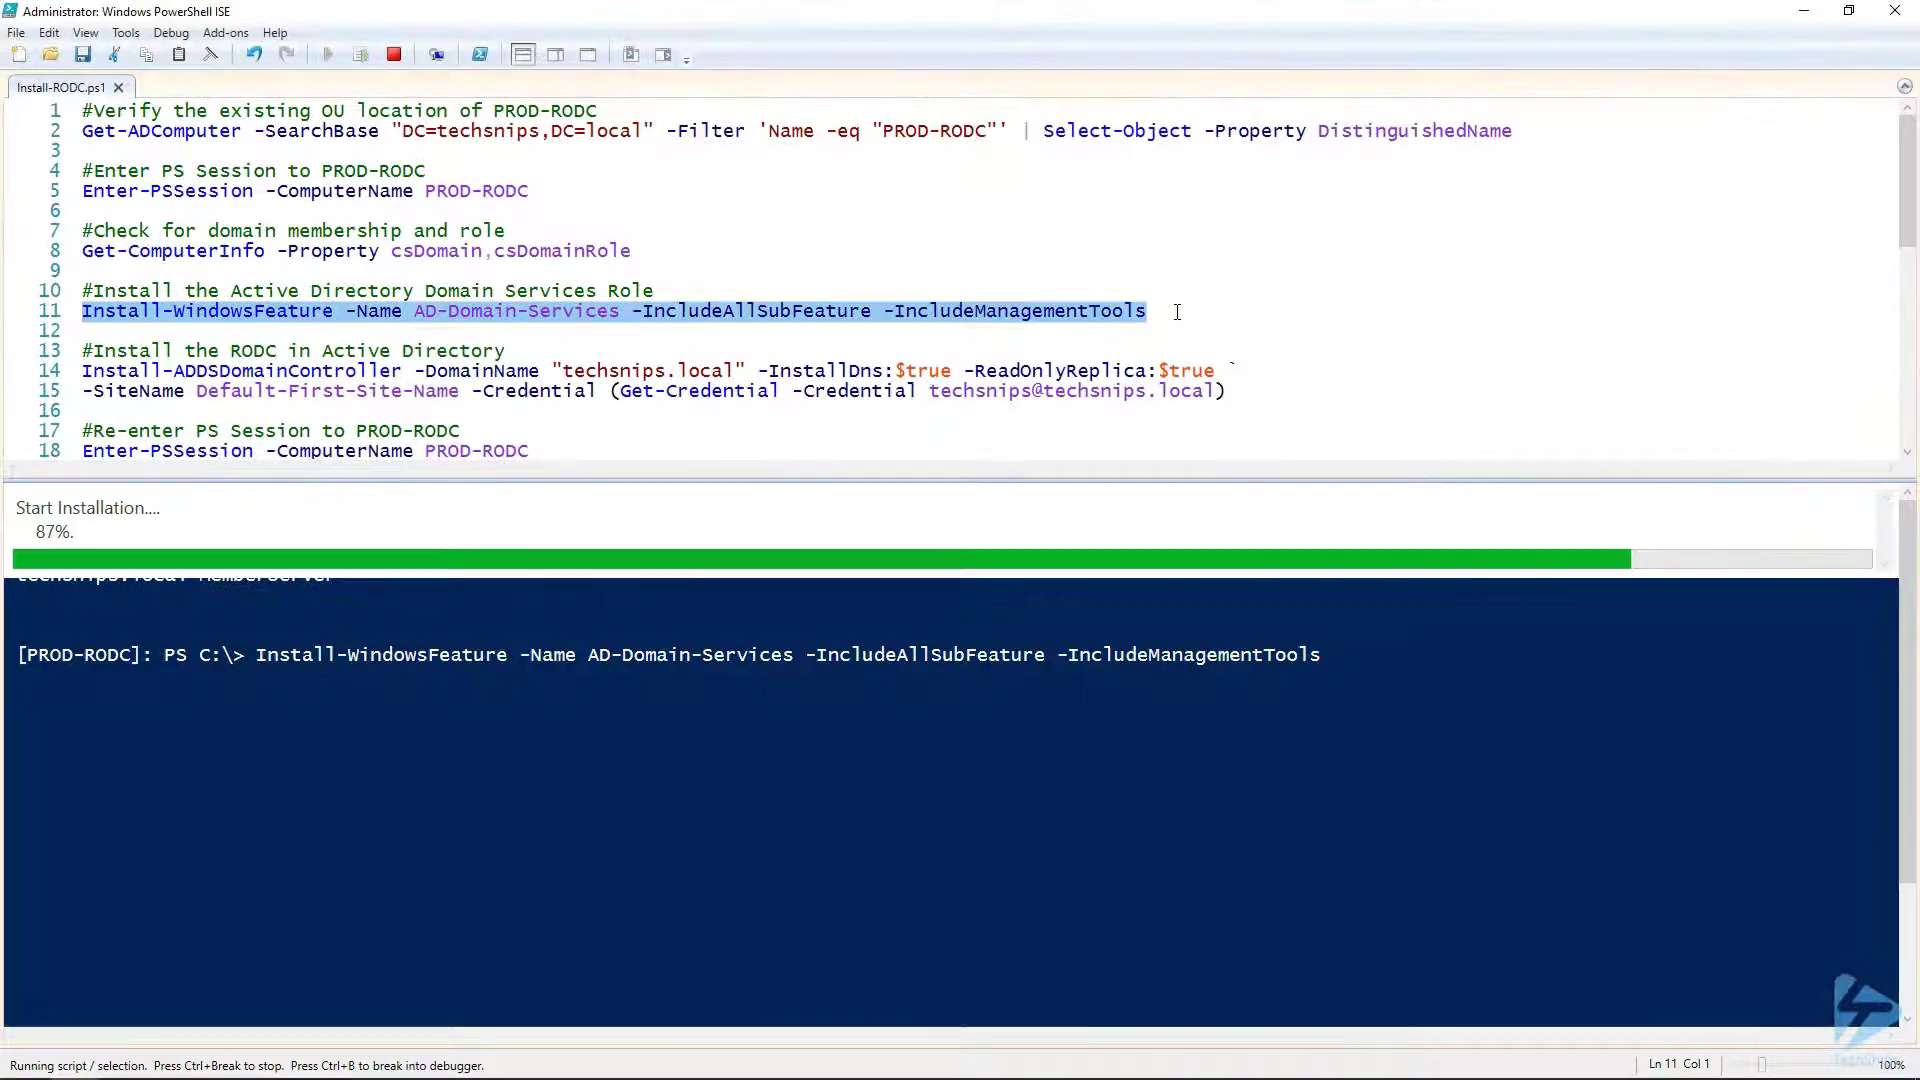 Administrator: Windows PowerShell ISE
File Edit View Tools Debug Add-ons Help
Install-RODC.ps1
1 #Verify the existing OU location of PROD-RODC
2 Get-ADComputer -SearchBase "DC=techsnips,DC=local" -Filter 'Name -eq "PROD-RODC"' | Select-Object -Property DistinguishedName
3
4 #Enter PS Session to PROD-RODC
5 Enter-PSSession -ComputerName PROD-RODC
6
7 #Check for domain membership and role
8 Get-ComputerInfo -Property csDomain,csDomainRole
9
10 #Install the Active Directory Domain Services Role
11 Install-WindowsFeature -Name AD-Domain-Services -IncludeAllSubFeature -IncludeManagementTools
12
13 #Install the RODC in Active Directory
14 Install-ADDSDomainController -DomainName "techsnips.local" -InstallDns:$true -ReadOnlyReplica:$true `
15 -SiteName Default-First-Site-Name -Credential (Get-Credential -Credential techsnips@techsnips.local)
16
17 #Re-enter PS Session to PROD-RODC
18 Enter-PSSession -ComputerName PROD-RODC
Start Installation....
87%.
techsnips.local MemberServer
[PROD-RODC]: PS C:\> Install-WindowsFeature -Name AD-Domain-Services -IncludeAllSubFeature -IncludeManagementTools
Running script / selection. Press Ctrl+Break to stop. Press Ctrl+B to break into debugger.
Ln 11 Col 1
100%